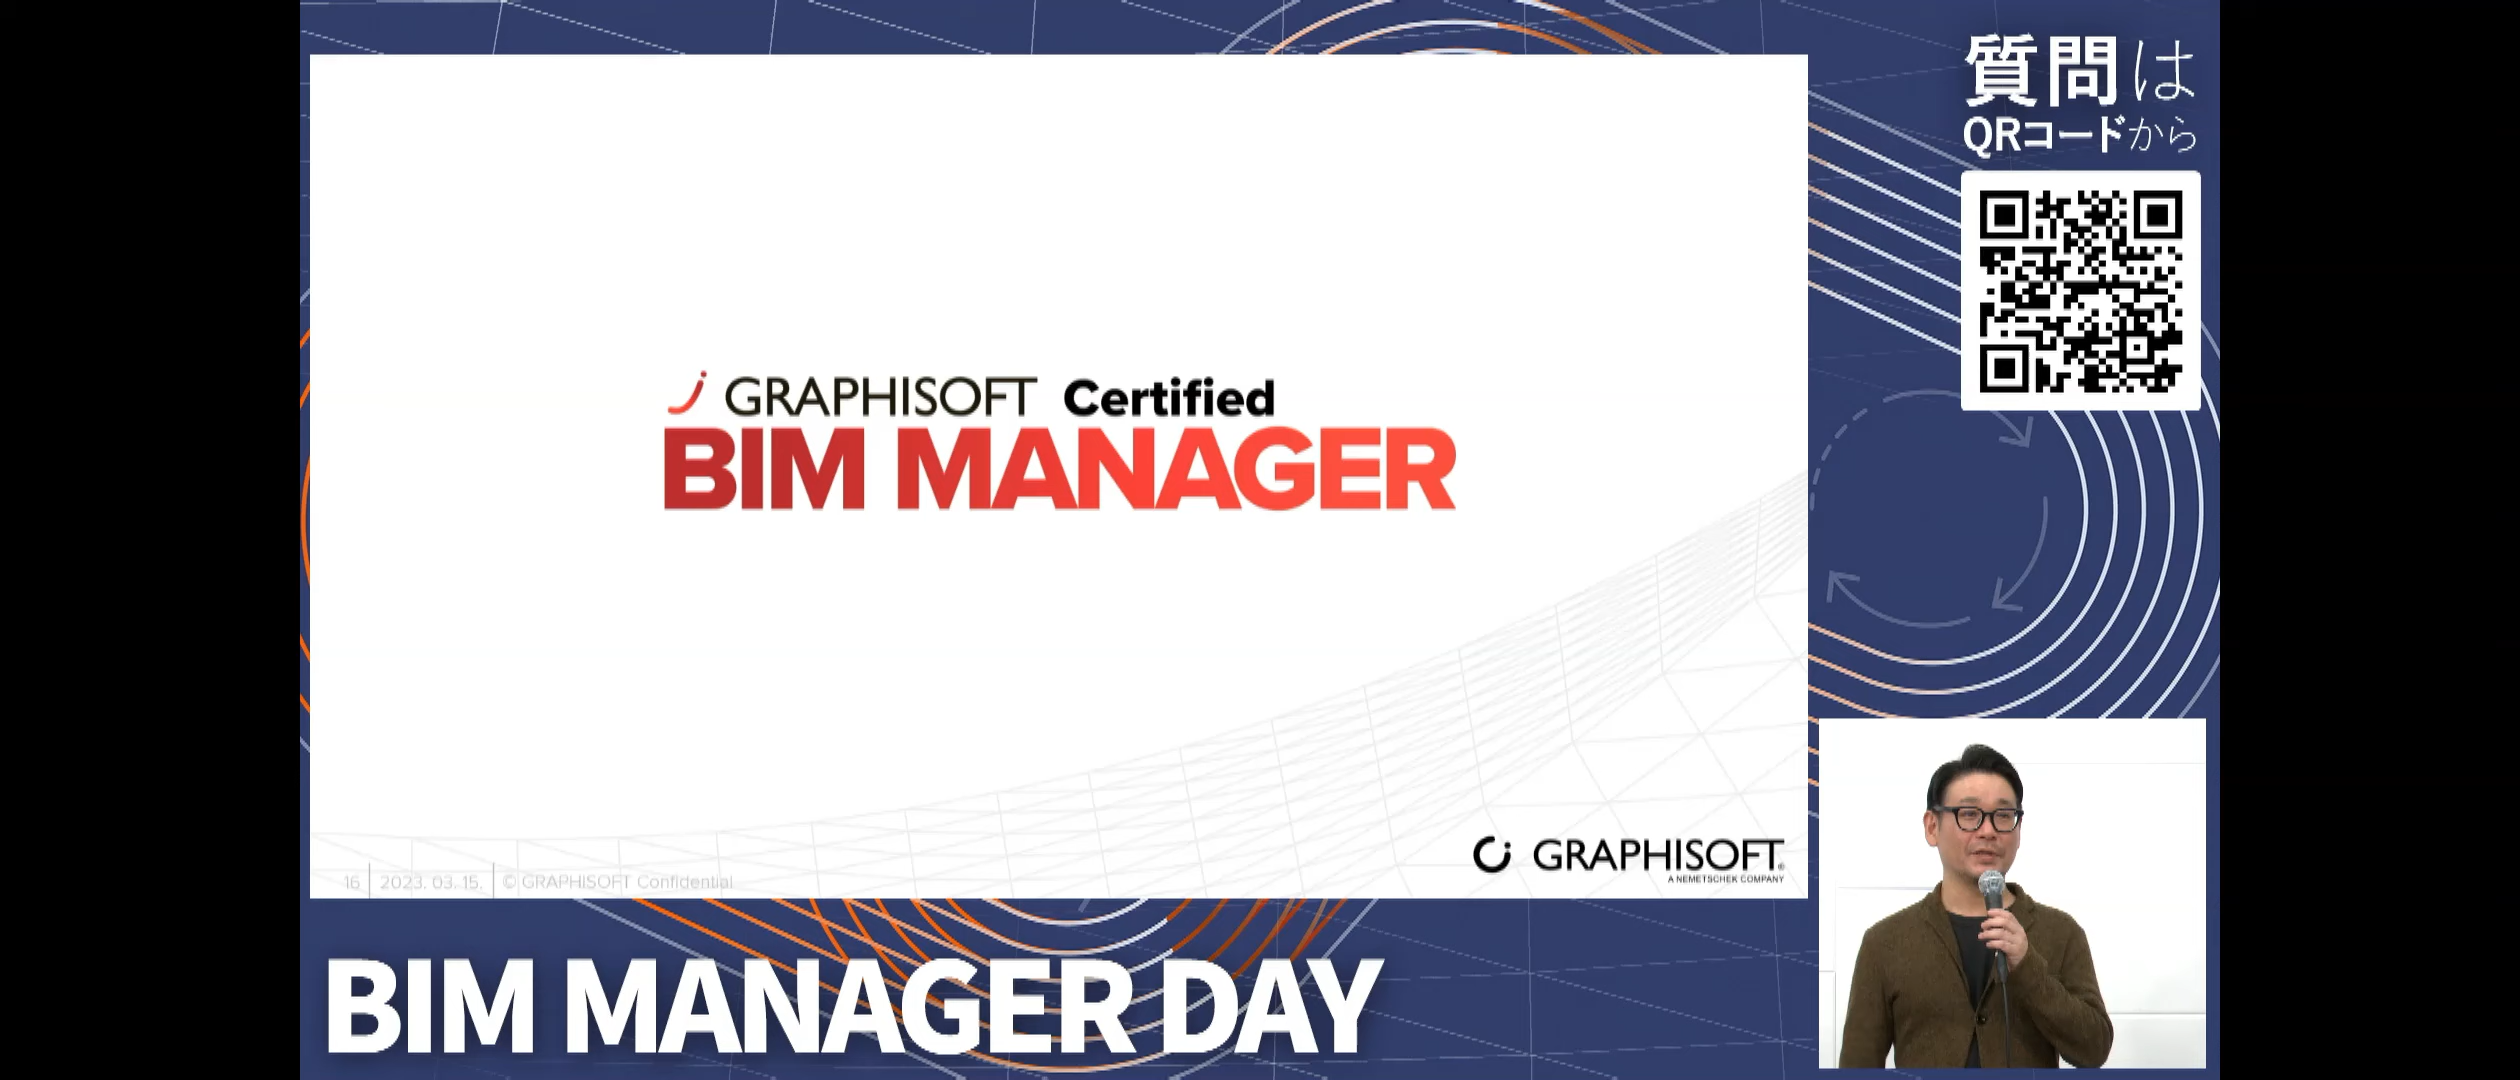 質問は
QRコードから
GRAPHISOFT Certified
BIM MANAGER
GRAPHISOFT®
A NEMETSCHEK COMPANY
16 | 2023. 03. 15. | © GRAPHISOFT Confidential
BIM MANAGER DAY